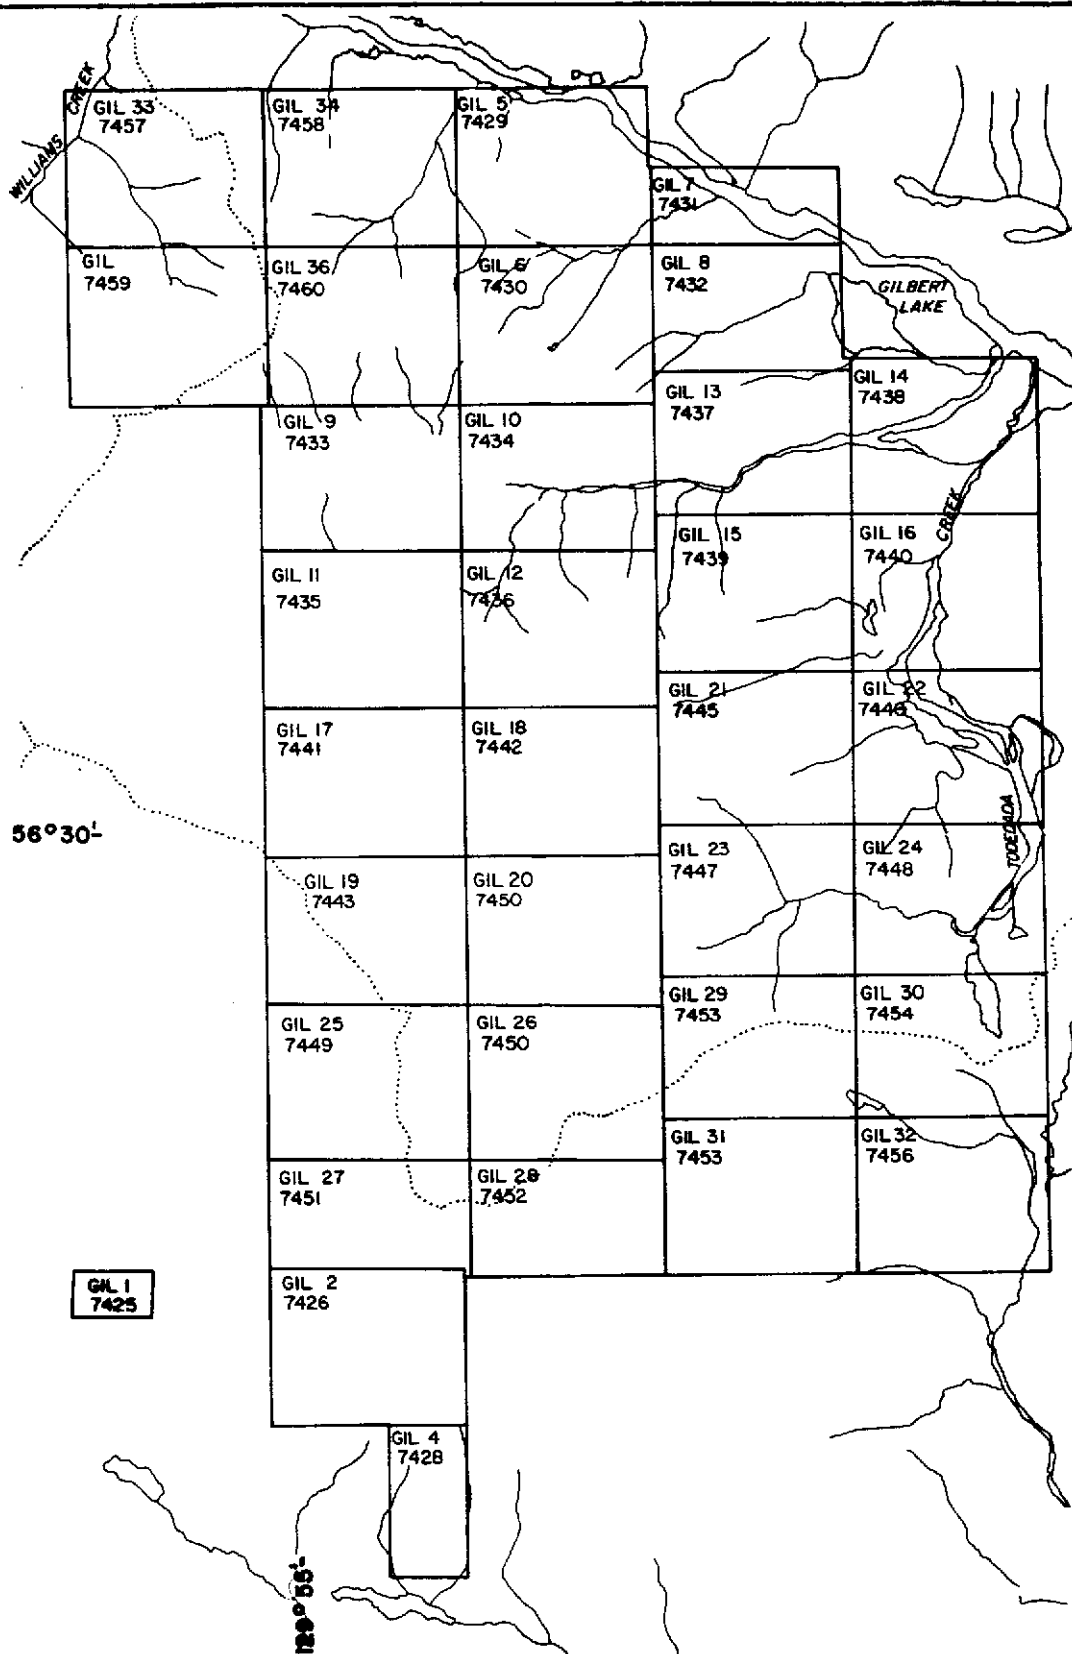 WILLIAMS CREEK
GIL 33
7457
GIL 34
7458
GIL 5
7429
GIL 7
7431
GIL
7459
GIL 36
7460
GIL 6
7430
GIL 8
7432
GILBERT
LAKE
GIL 9
7433
GIL 10
7434
GIL 13
7437
GIL 14
7438
GIL 11
7435
GIL 12
7436
GIL 15
7439
GIL 16
7440
CREEK
GIL 17
7441
GIL 18
7442
GIL 21
7445
GIL 22
7446
56°30'-
GIL 19
7443
GIL 20
7450
GIL 23
7447
GIL 24
7448
TODEDADA
GIL 25
7449
GIL 26
7450
GIL 29
7453
GIL 30
7454
GIL 27
7451
GIL 28
7452
GIL 31
7453
GIL 32
7456
GIL 1
7425
GIL 2
7426
GIL 4
7428
129°55'-